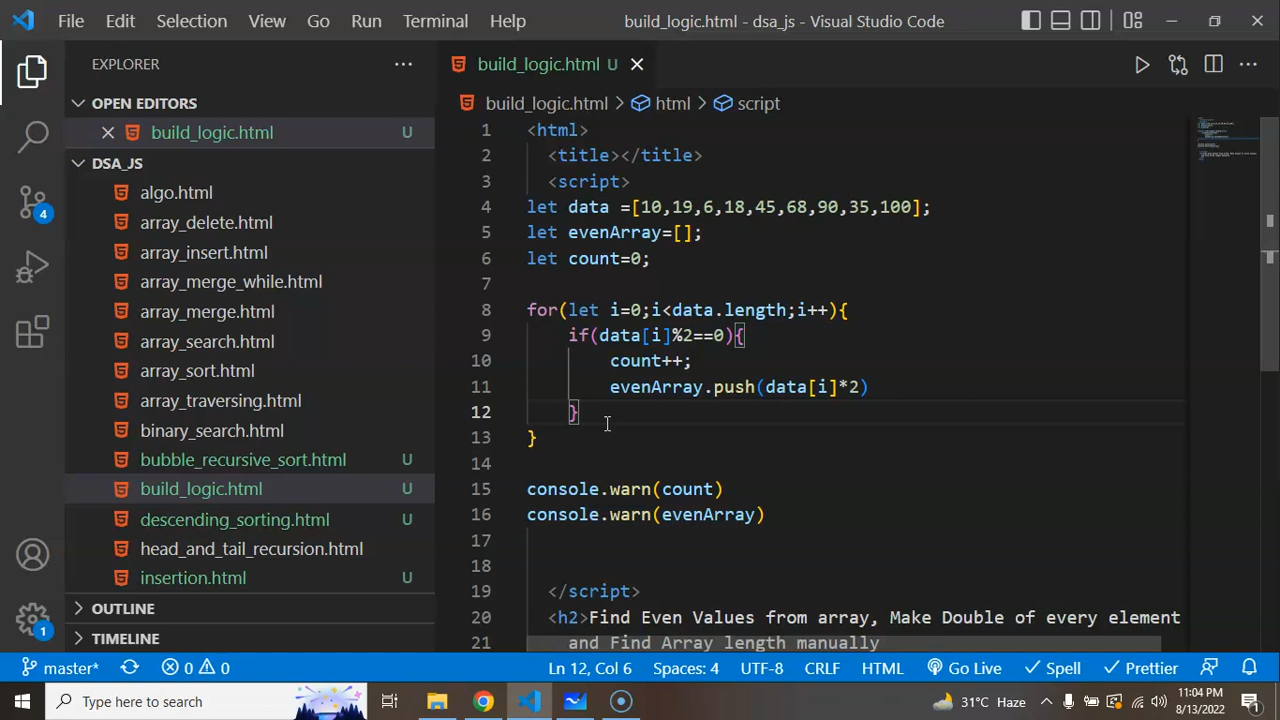 File Edit Selection View Go Run Terminal Help build_logic.html - dsa_js - Visual Studio Code
EXPLORER
OPEN EDITORS
build_logic.html U
DSA_JS
algo.html
array_delete.html
array_insert.html
array_merge_while.html
array_merge.html
array_search.html
array_sort.html
array_traversing.html
binary_search.html
bubble_recursive_sort.html U
build_logic.html U
descending_sorting.html U
head_and_tail_recursion.html
insertion.html U
OUTLINE
TIMELINE
4
1
build_logic.html U
build_logic.html > html > script
1 <html>
2 <title></title>
3 <script>
4 let data =[10,19,6,18,45,68,90,35,100];
5 let evenArray=[];
6 let count=0;
7
8 for(let i=0;i<data.length;i++){
9 if(data[i]%2==0){
10 count++;
11 evenArray.push(data[i]*2)
12 }
13 }
14
15 console.warn(count)
16 console.warn(evenArray)
17
18
19 </script>
20 <h2>Find Even Values from array, Make Double of every element
21 and Find Array length manually
master* 0 0 Ln 12, Col 6 Spaces: 4 UTF-8 CRLF HTML Go Live Spell Prettier
Type here to search 31°C Haze 11:04 PM
8/13/2022 1